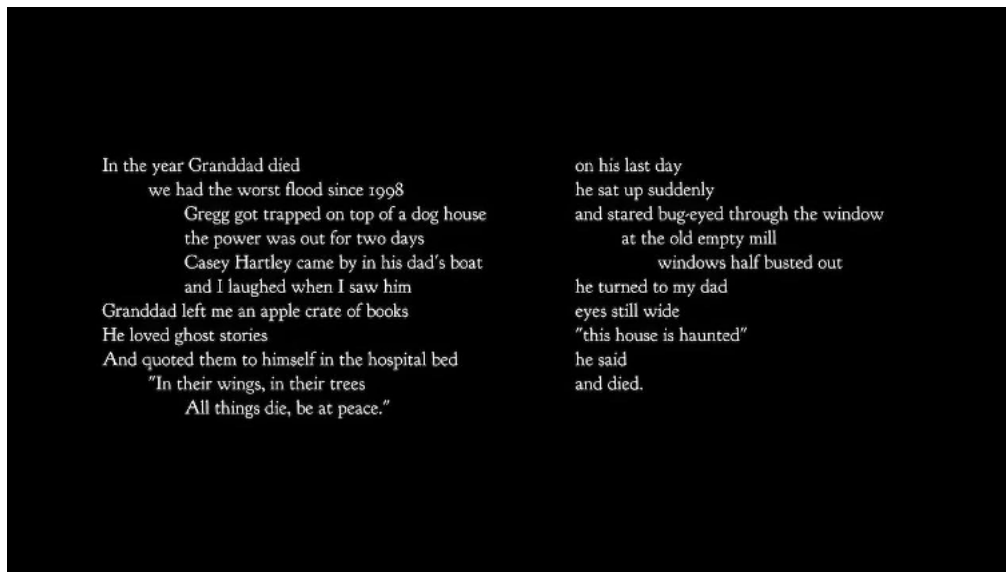 In the year Granddad died
we had the worst flood since 1998
Gregg got trapped on top of a dog house
the power was out for two days
Casey Hartley came by in his dad's boat
and I laughed when I saw him
Granddad left me an apple crate of books
He loved ghost stories
And quoted them to himself in the hospital bed
"In their wings, in their trees
All things die, be at peace."
on his last day
he sat up suddenly
and stared bug-eyed through the window
at the old empty mill
windows half busted out
he turned to my dad
eyes still wide
"this house is haunted"
he said
and died.